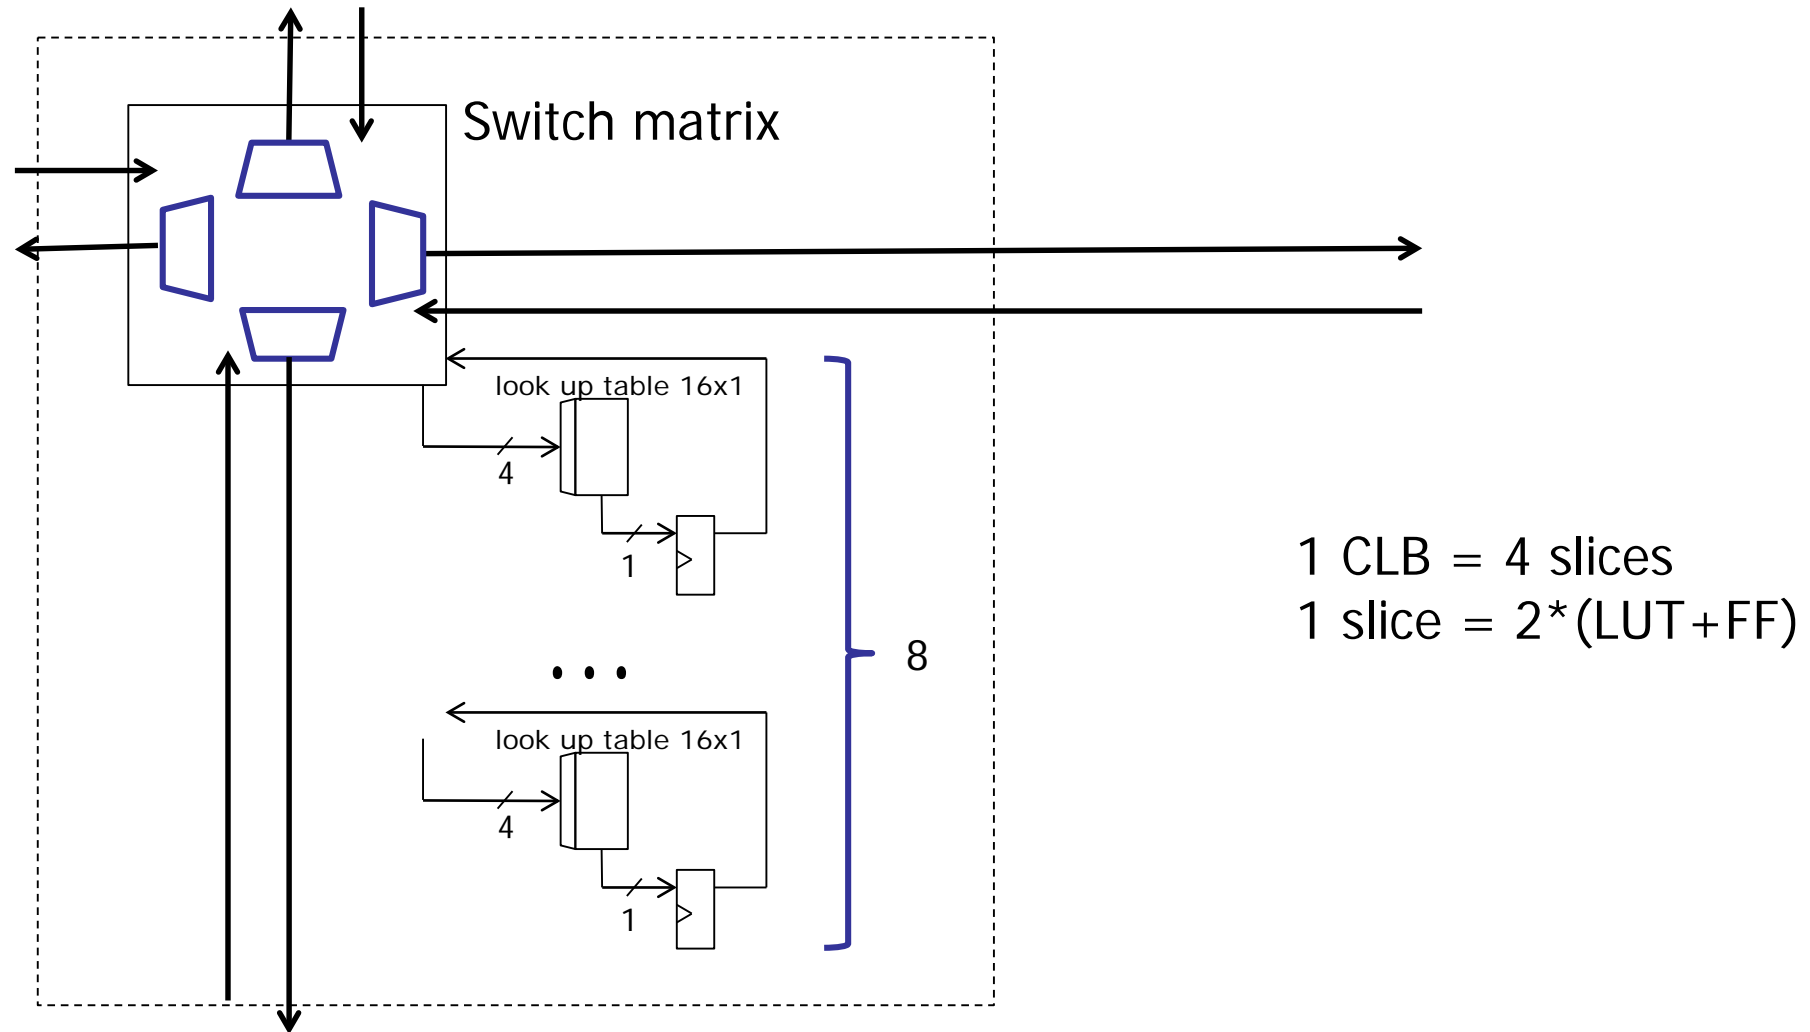 Switch matrix
look up table 16x1
4
1
1 CLB = 4 slices
1 slice = 2*(LUT+FF)
8
...
look up table 16x1
4
1